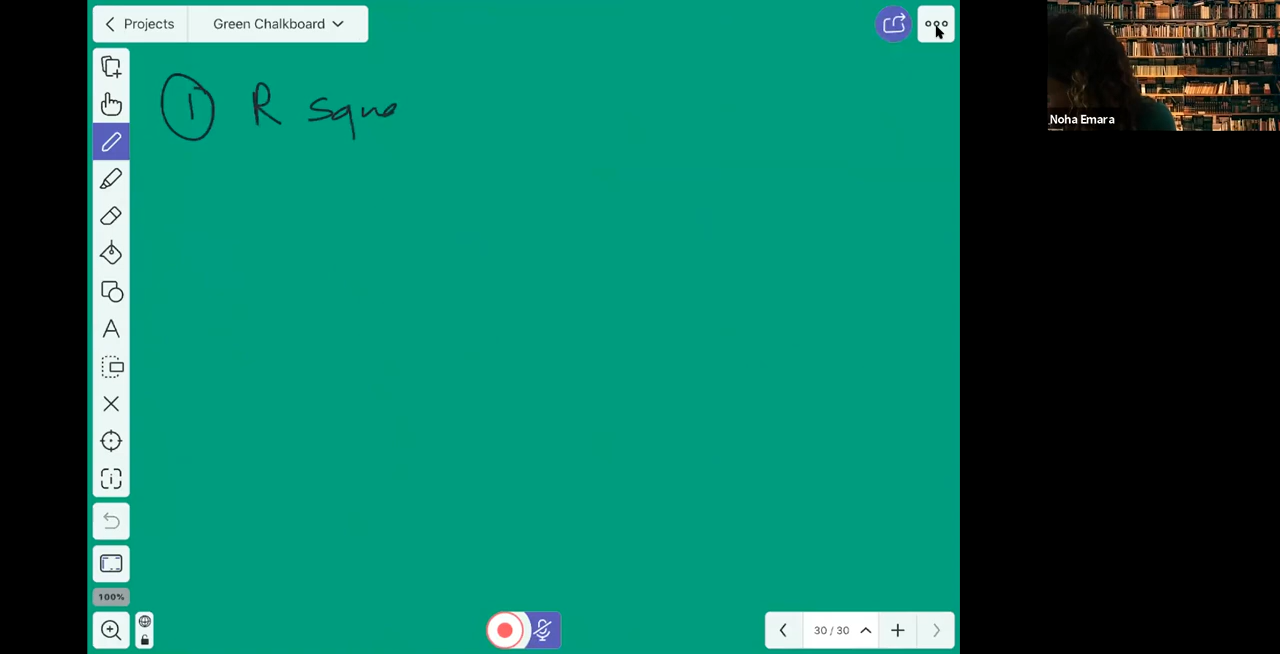 Projects
Green Chalkboard
① R squa
Noha Emara
A
100%
30 / 30